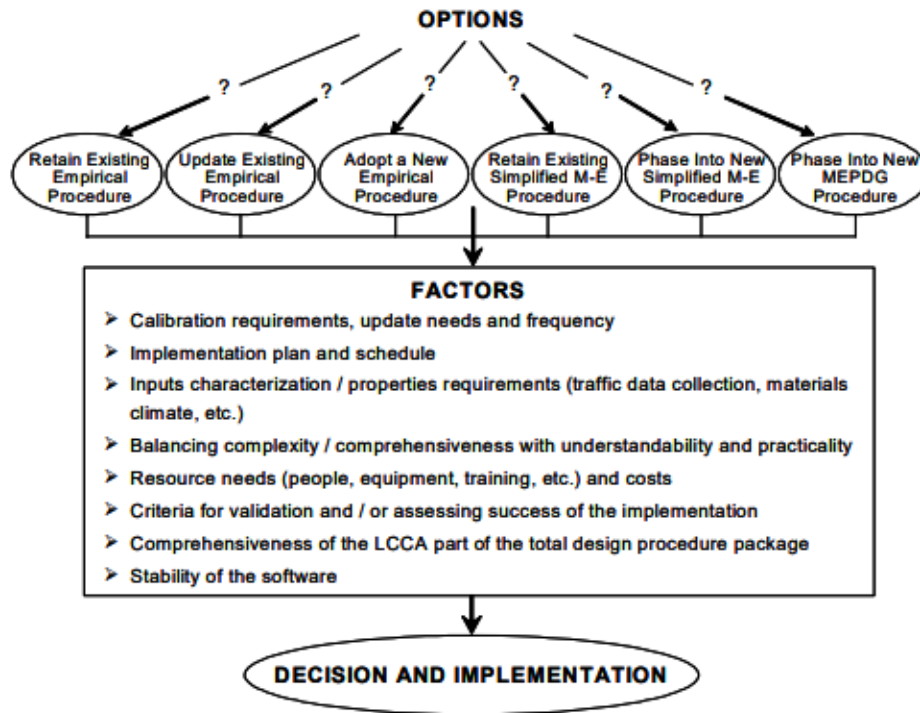 OPTIONS
? ? ? ? ? ?
Retain Existing
Empirical
Procedure
Update Existing
Empirical
Procedure
Adopt a New
Empirical
Procedure
Retain Existing
Simplified M-E
Procedure
Phase Into New
Simplified M-E
Procedure
Phase Into New
MEPDG
Procedure
FACTORS
➢ Calibration requirements, update needs and frequency
➢ Implementation plan and schedule
➢ Inputs characterization / properties requirements (traffic data collection, materials
climate, etc.)
➢ Balancing complexity / comprehensiveness with understandability and practicality
➢ Resource needs (people, equipment, training, etc.) and costs
➢ Criteria for validation and / or assessing success of the implementation
➢ Comprehensiveness of the LCCA part of the total design procedure package
➢ Stability of the software
DECISION AND IMPLEMENTATION